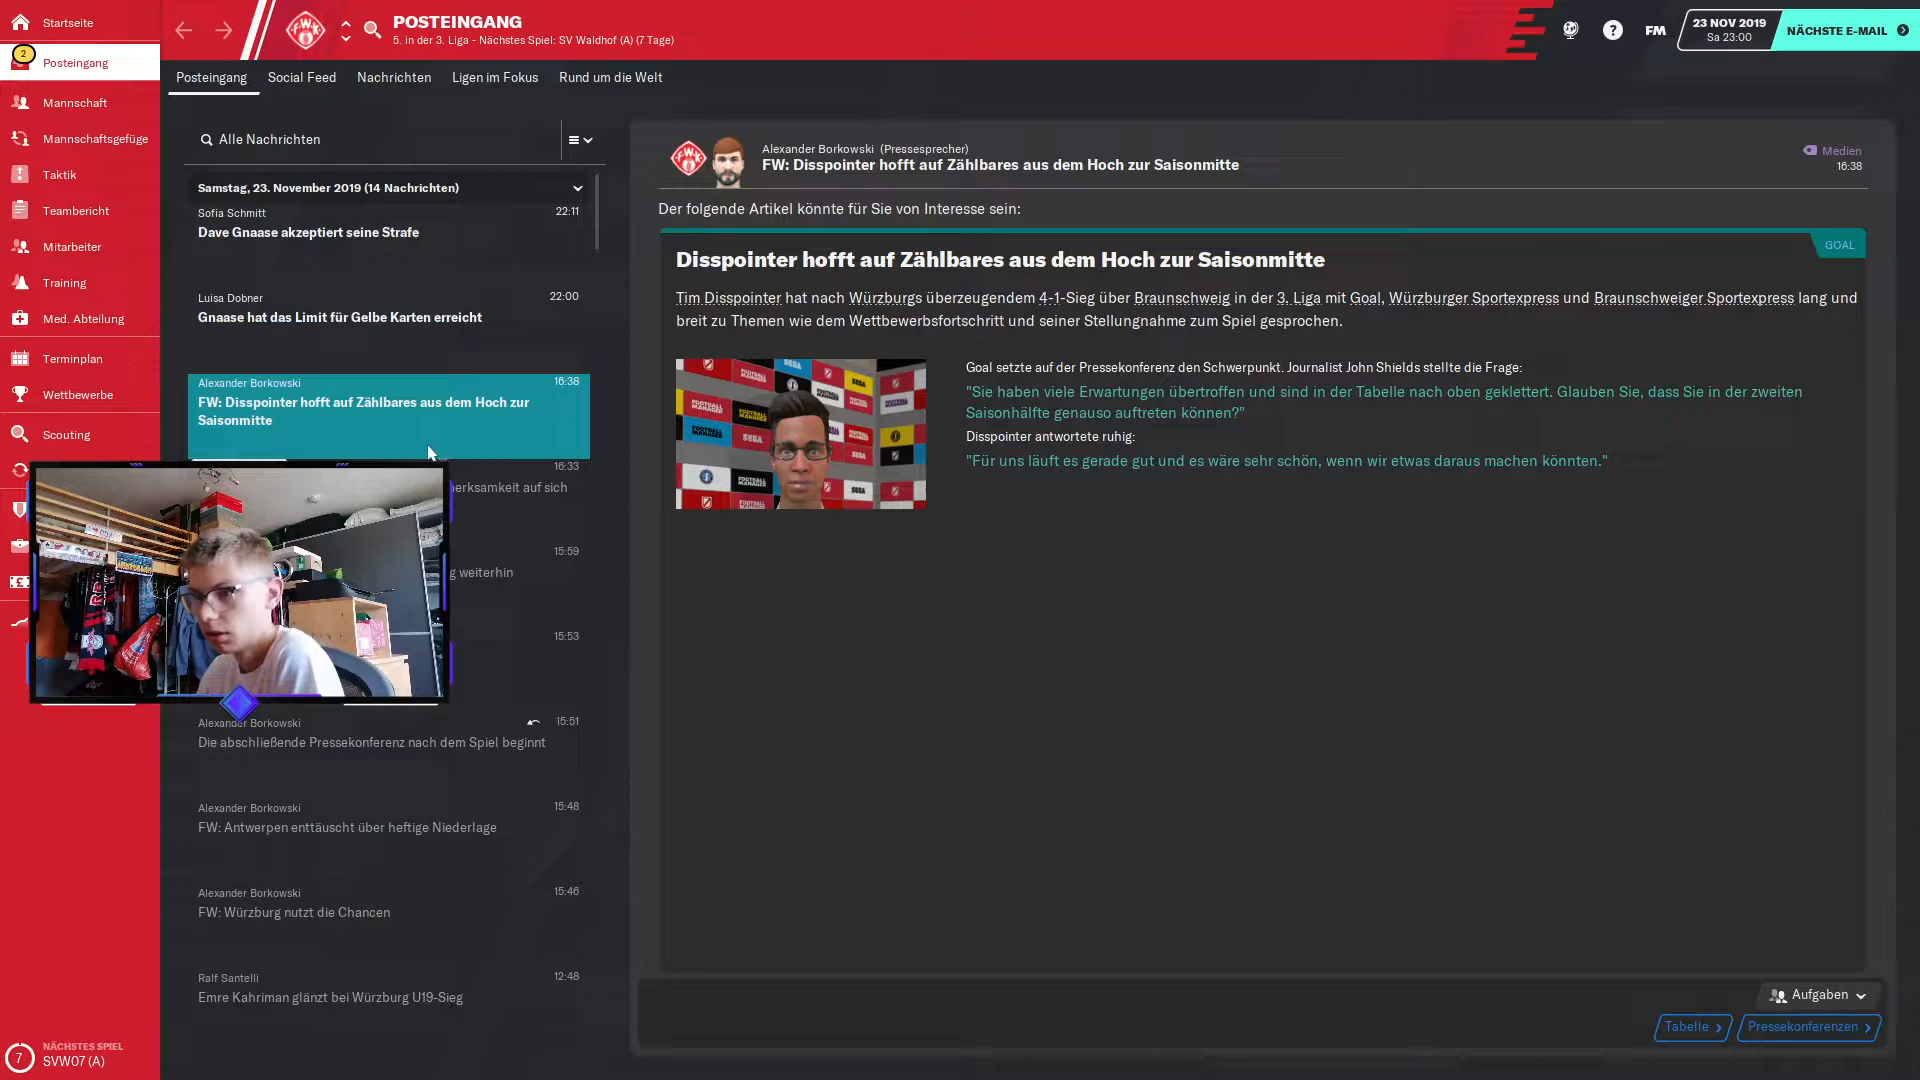 Startseite
2
Posteingang
Mannschaft
Mannschaftsgefüge
Taktik
Teambericht
Mitarbeiter
Training
Med. Abteilung
Terminplan
Wettbewerbe
Scouting
NÄCHSTES SPIEL
7
SVW07 (A)
POSTEINGANG
5. in der 3. Liga - Nächstes Spiel: SV Waldhof (A) (7 Tage)
FM
23 NOV 2019
Sa 23:00
NÄCHSTE E-MAIL
Posteingang
Social Feed
Nachrichten
Ligen im Fokus
Rund um die Welt
Alle Nachrichten
Samstag, 23. November 2019 (14 Nachrichten)
Sofia Schmitt
22:11
Dave Gnaase akzeptiert seine Strafe
Luisa Dobner
22:00
Gnaase hat das Limit für Gelbe Karten erreicht
Alexander Borkowski
16:38
FW: Disspointer hofft auf Zählbares aus dem Hoch zur
Saisonmitte
16:33
erksamkeit auf sich
15:59
g weiterhin
15:53
Alexander Borkowski
15:51
Die abschließende Pressekonferenz nach dem Spiel beginnt
Alexander Borkowski
15:48
FW: Antwerpen enttäuscht über heftige Niederlage
Alexander Borkowski
15:46
FW: Würzburg nutzt die Chancen
Ralf Santelli
12:48
Emre Kahriman glänzt bei Würzburg U19-Sieg
Alexander Borkowski (Pressesprecher)
FW: Disspointer hofft auf Zählbares aus dem Hoch zur Saisonmitte
Medien
16:38
Der folgende Artikel könnte für Sie von Interesse sein:
GOAL
Disspointer hofft auf Zählbares aus dem Hoch zur Saisonmitte
Tim Disspointer hat nach Würzburgs überzeugendem 4-1-Sieg über Braunschweig in der 3. Liga mit Goal, Würzburger Sportexpress und Braunschweiger Sportexpress lang und
breit zu Themen wie dem Wettbewerbsfortschritt und seiner Stellungnahme zum Spiel gesprochen.
Goal setzte auf der Pressekonferenz den Schwerpunkt. Journalist John Shields stellte die Frage:
"Sie haben viele Erwartungen übertroffen und sind in der Tabelle nach oben geklettert. Glauben Sie, dass Sie in der zweiten
Saisonhälfte genauso auftreten können?"
Disspointer antwortete ruhig:
"Für uns läuft es gerade gut und es wäre sehr schön, wenn wir etwas daraus machen könnten."
Aufgaben
Tabelle
Pressekonferenzen